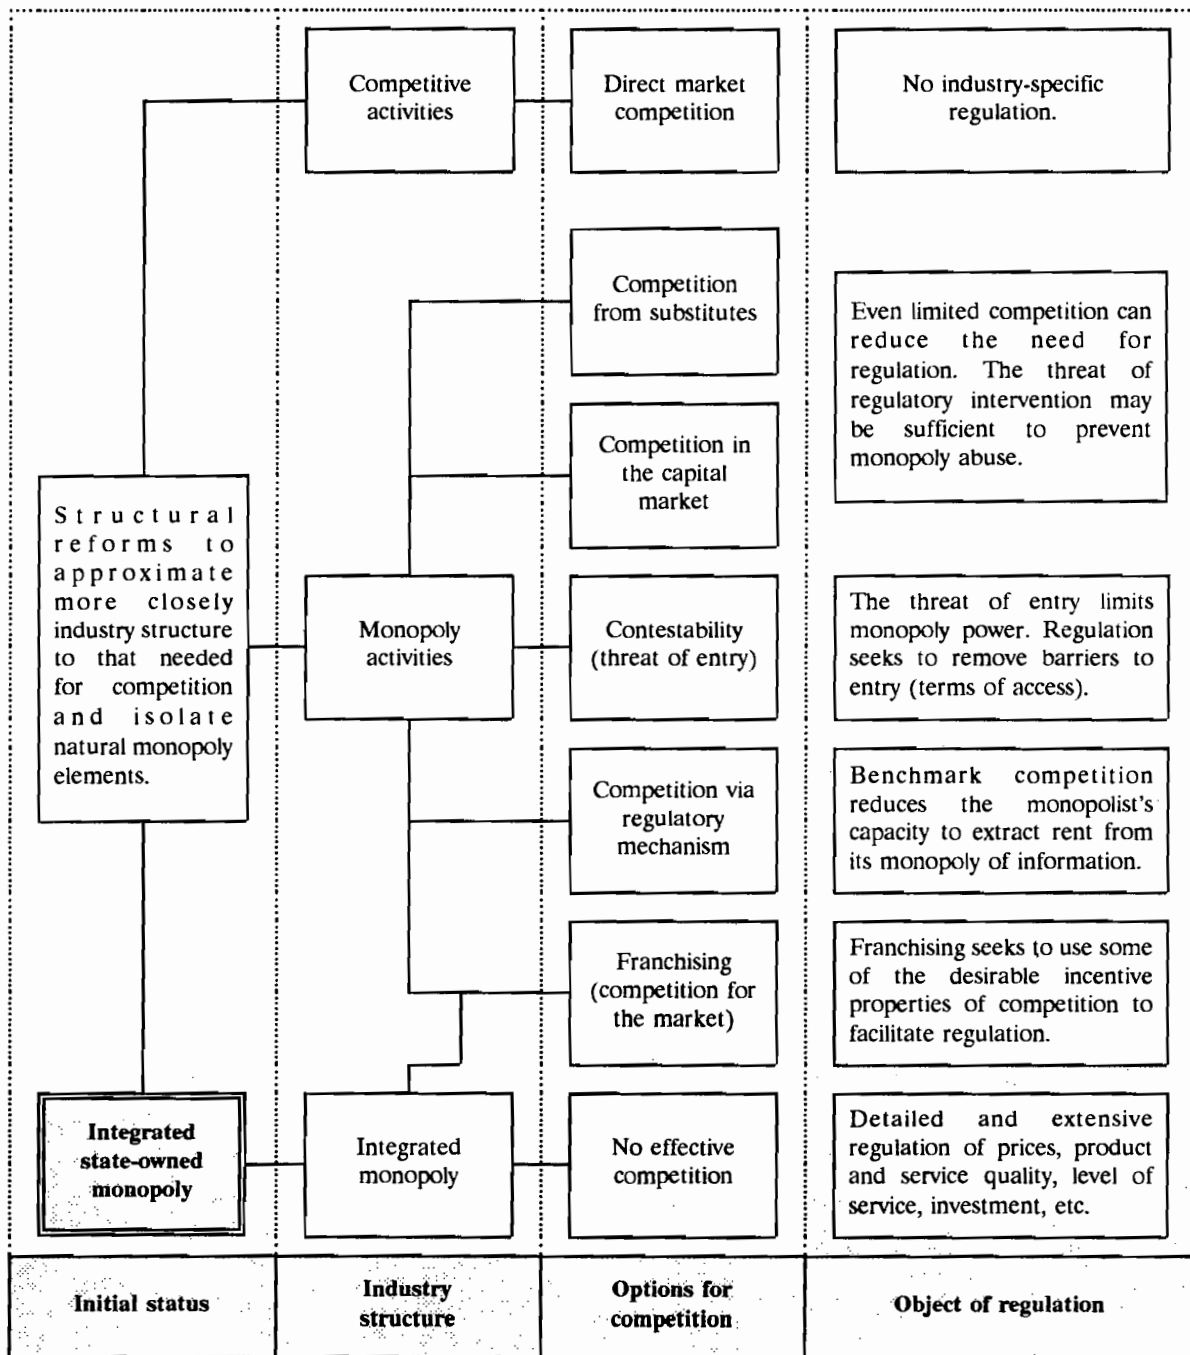 Competitive
activities
Direct market
competition
No industry-specific
regulation.
Competition
from substitutes
Even limited competition can
reduce the need for
regulation. The threat of
regulatory intervention may
be sufficient to prevent
monopoly abuse.
Competition in
the capital
market
Structural
reforms to
approximate
more closely
industry structure
to that needed
for competition
and isolate
natural monopoly
elements.
Monopoly
activities
Contestability
(threat of entry)
The threat of entry limits
monopoly power. Regulation
seeks to remove barriers to
entry (terms of access).
Competition via
regulatory
mechanism
Benchmark competition
reduces the monopolist's
capacity to extract rent from
its monopoly of information.
Franchising
(competition for
the market)
Franchising seeks to use some
of the desirable incentive
properties of competition to
facilitate regulation.
Integrated
state-owned
monopoly
Integrated
monopoly
No effective
competition
Detailed and extensive
regulation of prices, product
and service quality, level of
service, investment, etc.
Initial status
Industry
structure
Options for
competition
Object of regulation